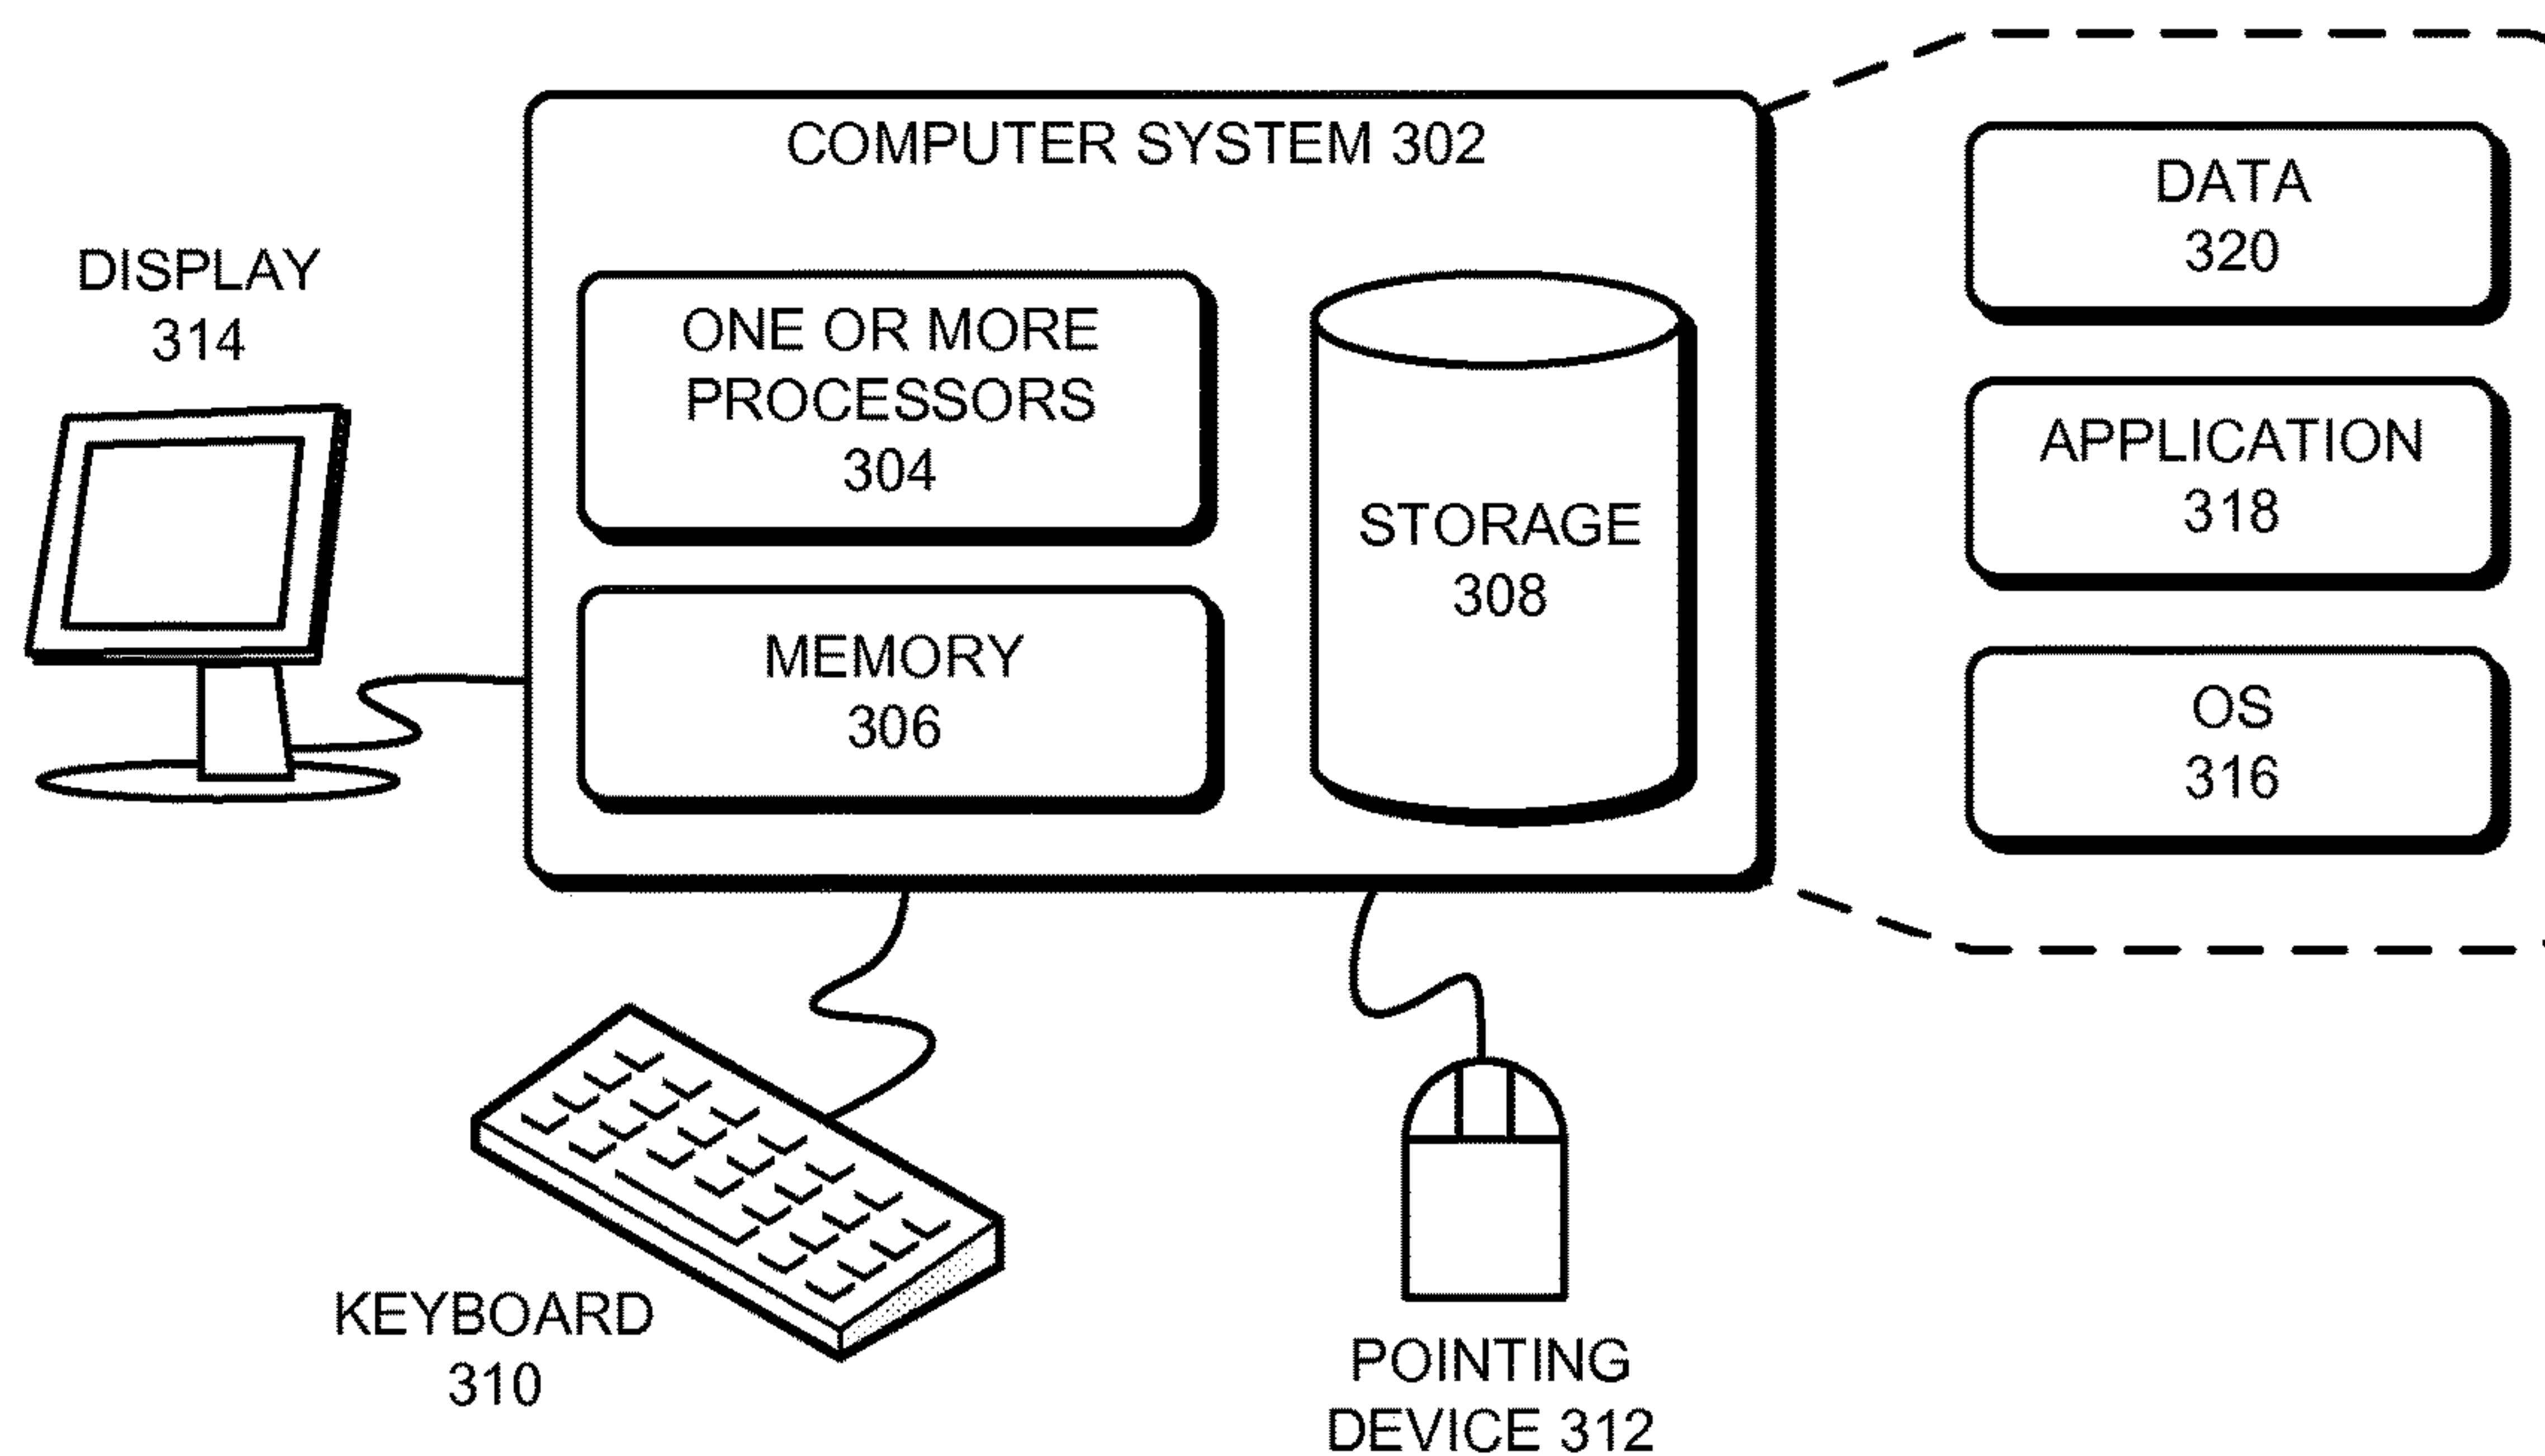 COMPUTER SYSTEM 302
DISPLAY
314
ONE OR MORE
PROCESSORS
304
MEMORY
306
STORAGE
308
DATA
320
APPLICATION
318
OS
316
KEYBOARD
310
POINTING
DEVICE 312